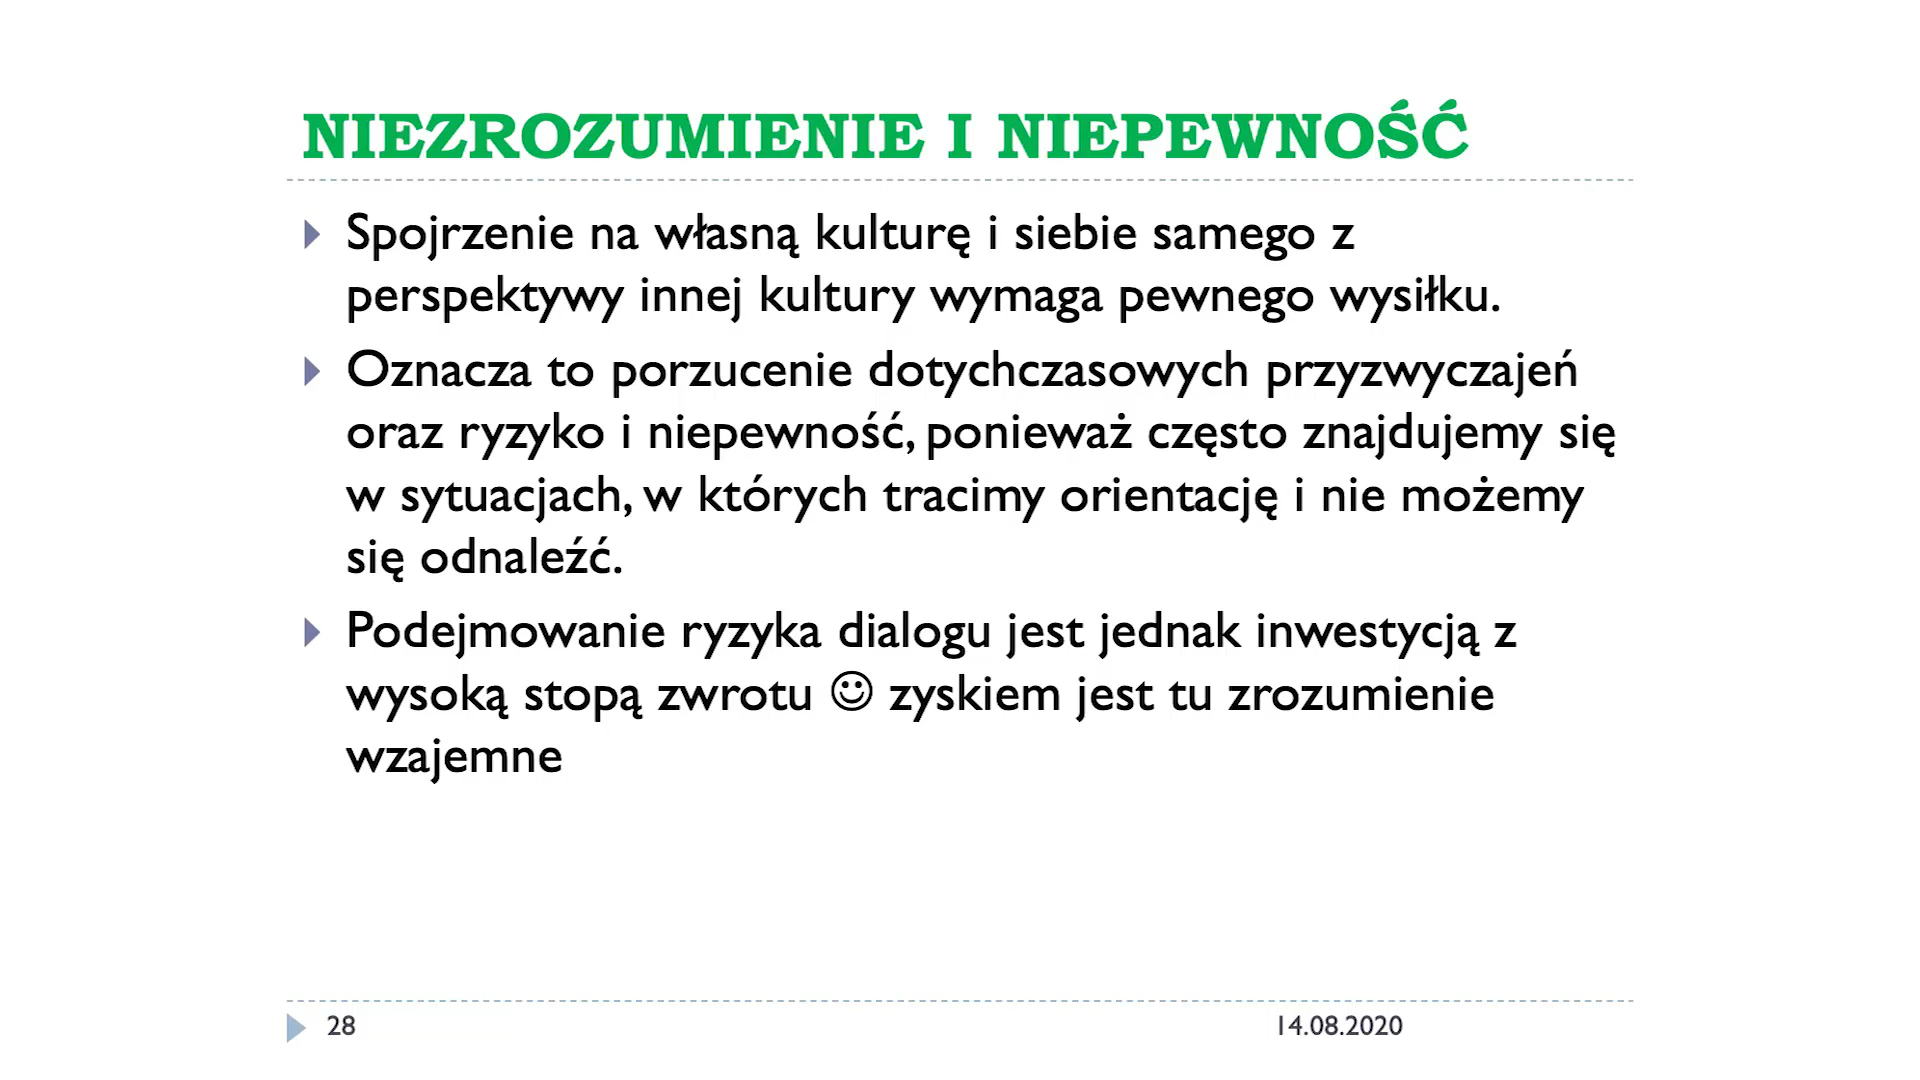 NIEZROZUMIENIE I NIEPEWNOŚĆ
Spojrzenie na własną kulturę i siebie samego z
perspektywy innej kultury wymaga pewnego wysiłku.
Oznacza to porzucenie dotychczasowych przyzwyczajeń
oraz ryzyko i niepewność, ponieważ często znajdujemy się
w sytuacjach, w których tracimy orientację i nie możemy
się odnaleźć.
Podejmowanie ryzyka dialogu jest jednak inwestycją z
wysoką stopą zwrotu ☺ zyskiem jest tu zrozumienie
wzajemne
28
14.08.2020